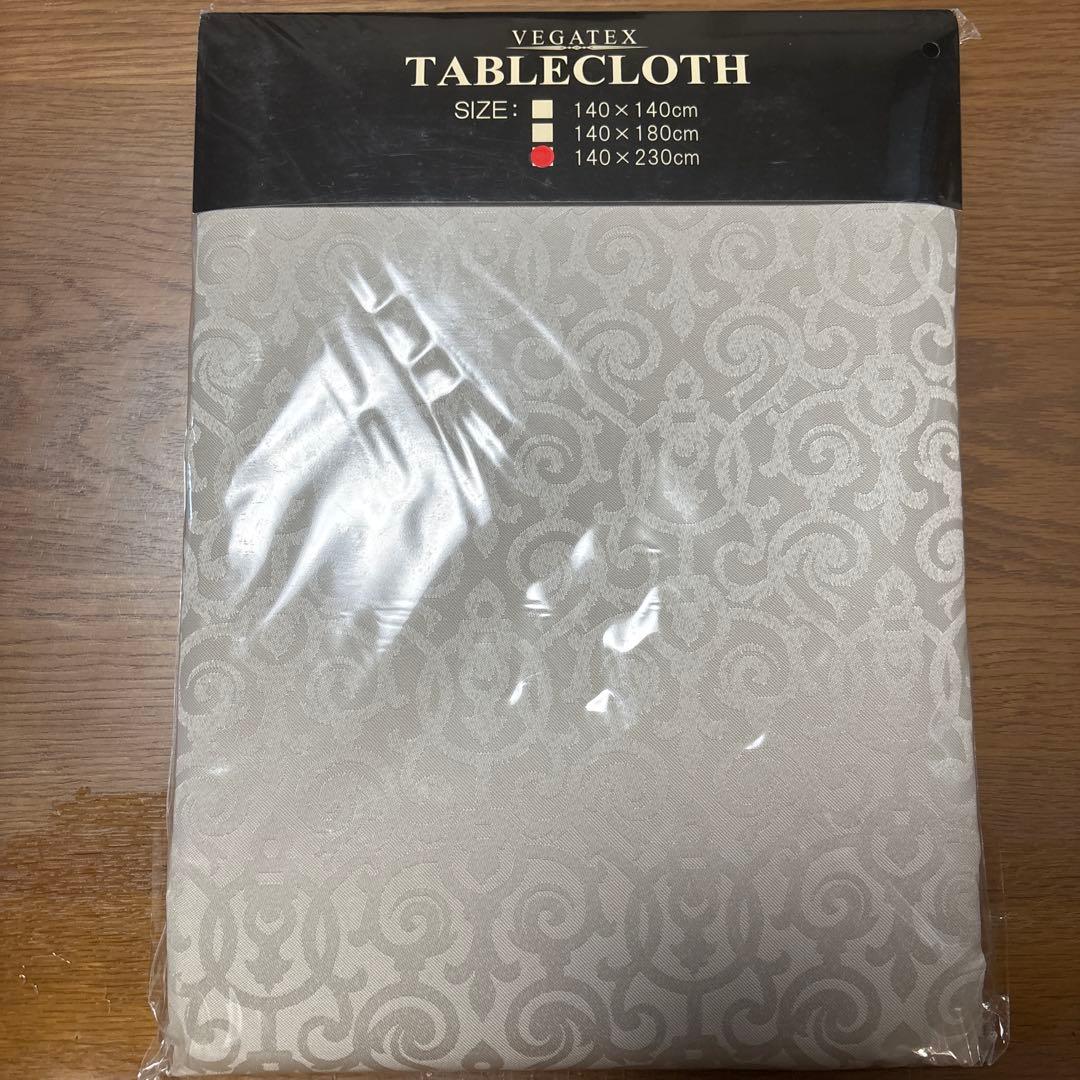 VEGATEX
TABLECLOTH
SIZE: 140×140cm
140×180cm
140×230cm